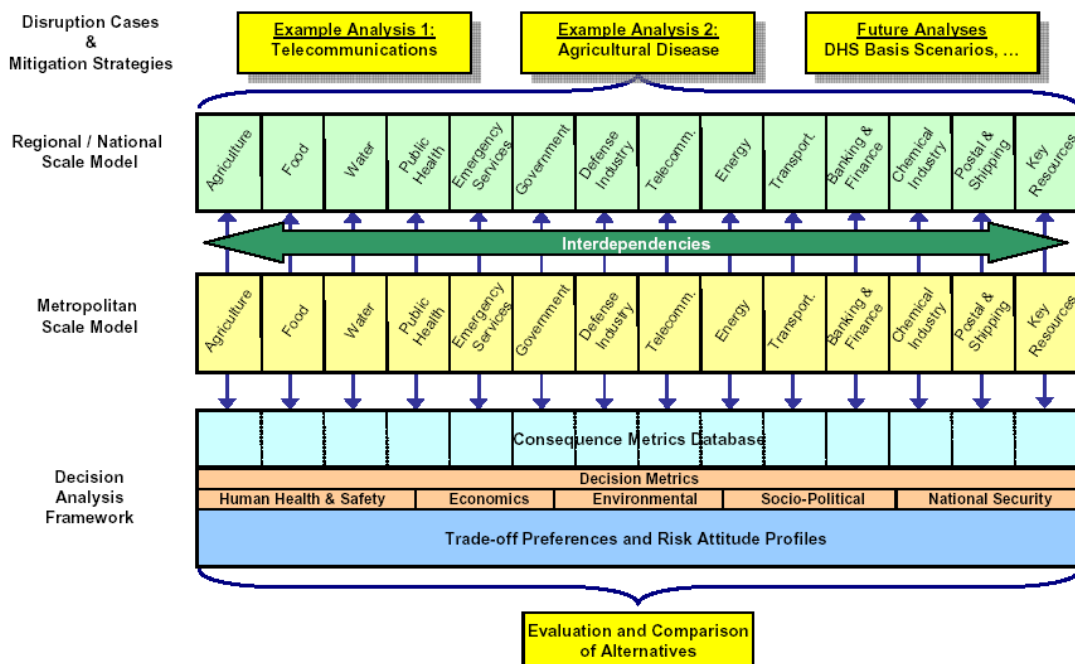 Disruption Cases
&
Mitigation Strategies
Example Analysis 1:
Telecommunications
Example Analysis 2:
Agricultural Disease
Future Analyses
DHS Basis Scenarios, ...
Regional / National
Scale Model
Agriculture
Food
Water
Public
Health
Emergency
Services
Government
Defense
Industry
Telecomm.
Energy
Transport.
Banking &
Finance
Chemical
Industry
Postal &
Shipping
Key
Resources
Interdependencies
Metropolitan
Scale Model
Agriculture
Food
Water
Public
Health
Emergency
Services
Government
Defense
Industry
Telecomm.
Energy
Transport.
Banking &
Finance
Chemical
Industry
Postal &
Shipping
Key
Resources
Decision
Analysis
Framework
Consequence Metrics Database
Decision Metrics
Human Health & Safety
Economics
Environmental
Socio-Political
National Security
Trade-off Preferences and Risk Attitude Profiles
Evaluation and Comparison
of Alternatives